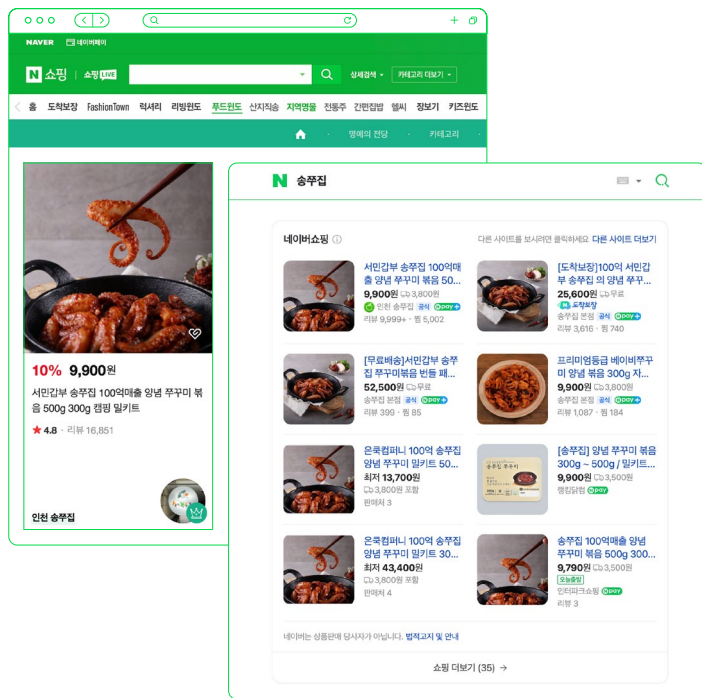 NAVER 네이버페이
N 쇼핑 쇼핑LIVE 상세검색 카테고리 더보기
홈 도착보장 FashionTown 럭셔리 리빙윈도 푸드윈도 산지직송 지역명물 전통주 간편집밥 헬씨 장보기 키즈윈도
명예의 전당 · 카테고리 ·
10% 9,900원
서민갑부 송쭈집 100억매출 양념 쭈꾸미 볶
음 500g 300g 캠핑 밀키트
★ 4.8 · 리뷰 16,851
인천 송쭈집
N 송쭈집
네이버쇼핑
다른 사이트를 보시려면 클릭하세요 다른 사이트 더보기
서민갑부 송쭈집 100억매
출 양념 쭈꾸미 볶음 50...
9,900원 3,800원
인천 송쭈집 공식 pay+
리뷰 9,999+ · 찜 5,002
[도착보장]100억 서민갑
부 송쭈집 의 양념 쭈꾸...
25,600원 무료
N 도착보장
송쭈집 본점 공식 pay+
리뷰 3,616 · 찜 740
[무료배송]서민갑부 송쭈
집 쭈꾸미볶음 번들 패...
52,500원 무료
송쭈집 본점 공식 pay+
리뷰 399 · 찜 85
프리미엄등급 베이비쭈꾸
미 양념 볶음 300g 자...
9,900원 3,800원
송쭈집 본점 공식 pay+
리뷰 1,087 · 찜 184
온쿡컴퍼니 100억 송쭈집
양념 쭈꾸미 밀키트 50...
최저 13,700원
3,800원 포함
판매처 3
송쭈집 쭈꾸미
[송쭈집] 양념 쭈꾸미 볶음
300g ~ 500g / 밀키트...
9,900원 3,500원
랭킹닭컴 pay
온쿡컴퍼니 100억 송쭈집
양념 쭈꾸미 밀키트 30...
최저 43,400원
3,800원 포함
판매처 4
송쭈집 100억매출 양념
쭈꾸미 볶음 500g 300...
9,790원 3,500원
오늘출발
인터파크쇼핑 pay
리뷰 3
네이버는 상품판매 당사자가 아닙니다. 법적고지 및 안내
쇼핑 더보기 (35) →